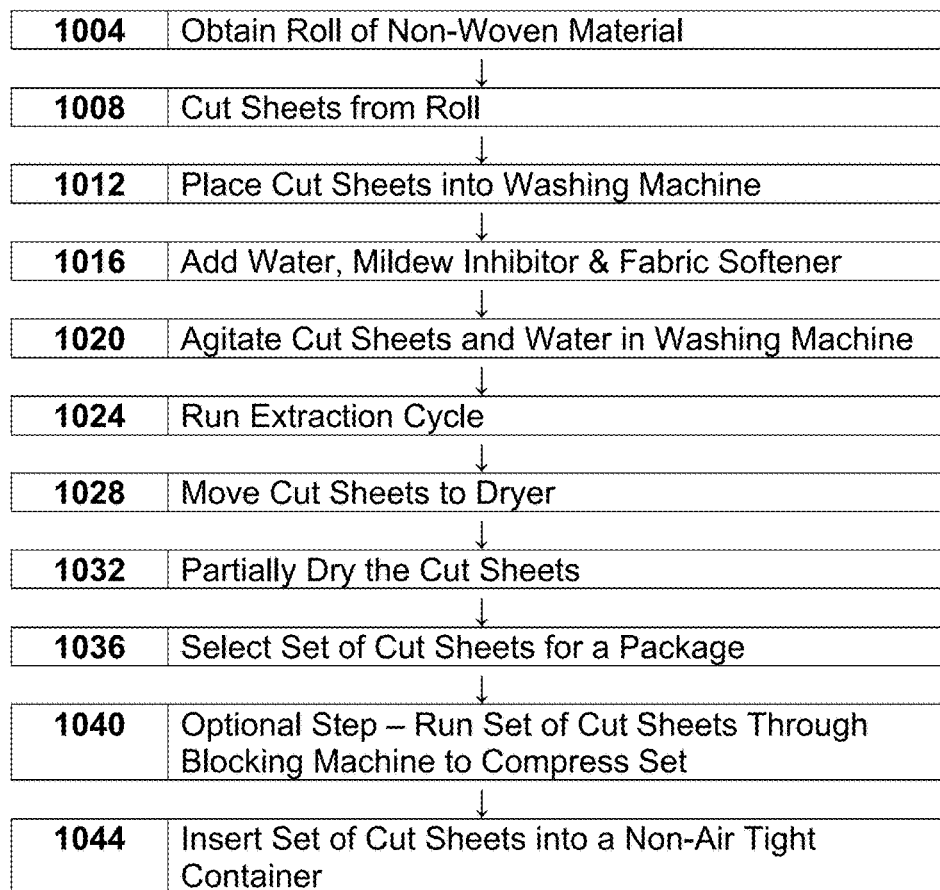 1004 Obtain Roll of Non-Woven Material
↓
1008 Cut Sheets from Roll
↓
1012 Place Cut Sheets into Washing Machine
↓
1016 Add Water, Mildew Inhibitor & Fabric Softener
↓
1020 Agitate Cut Sheets and Water in Washing Machine
↓
1024 Run Extraction Cycle
↓
1028 Move Cut Sheets to Dryer
↓
1032 Partially Dry the Cut Sheets
↓
1036 Select Set of Cut Sheets for a Package
↓
1040 Optional Step – Run Set of Cut Sheets Through
Blocking Machine to Compress Set
↓
1044 Insert Set of Cut Sheets into a Non-Air Tight
Container